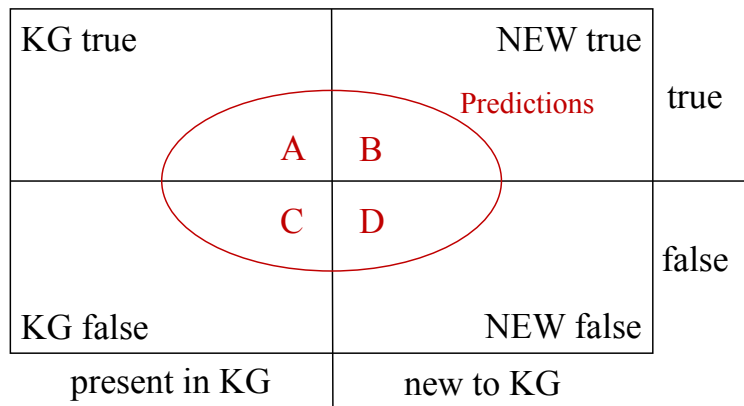 KG true
NEW true
Predictions
true
A
B
C
D
false
KG false
NEW false
present in KG
new to KG